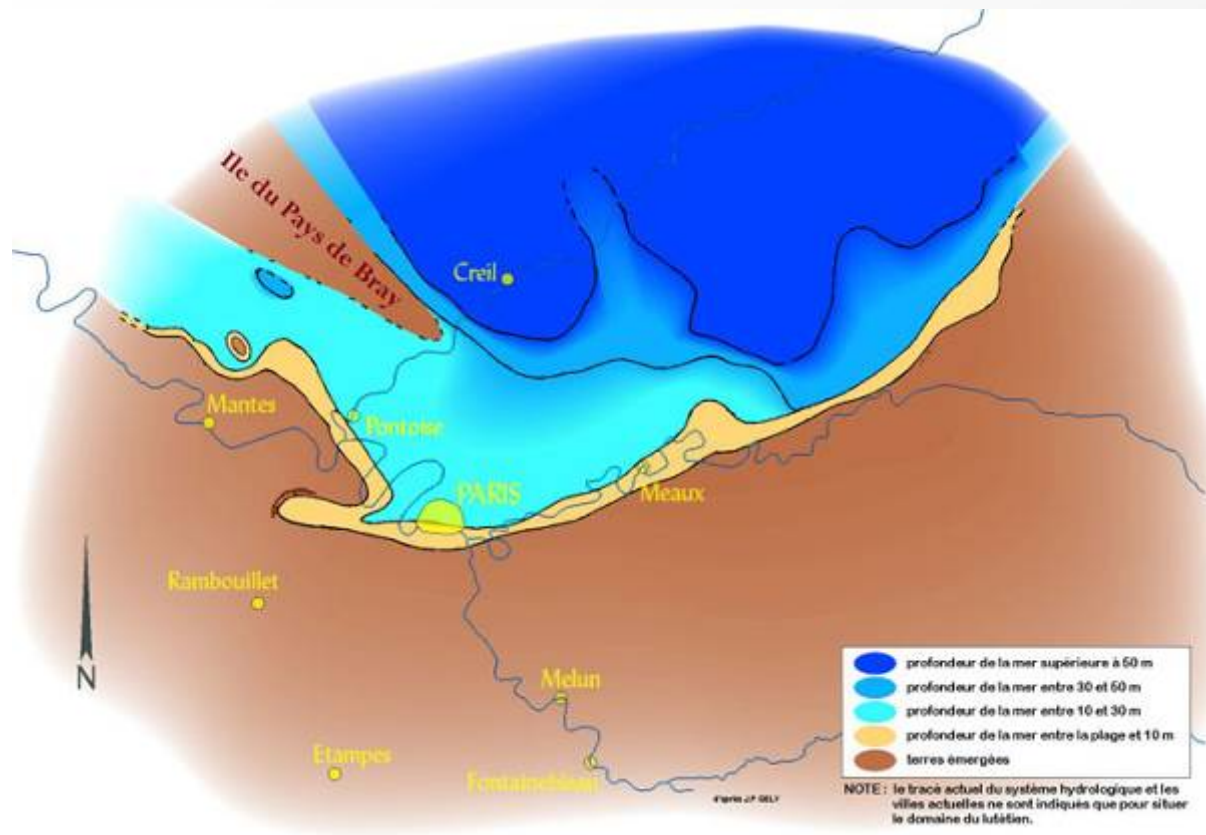 Ile du Pays de Bray
Creil
Mantes
Pontoise
PARIS
Meaux
Rambouillet
N
Melun
Etampes
Fontainebleau
d'après J.P GELY
profondeur de la mer supérieure à 50 m
profondeur de la mer entre 30 et 50 m
profondeur de la mer entre 10 et 30 m
profondeur de la mer entre la plage et 10 m
terres émergées
NOTE : le tracé actuel du système hydrologique et les
villes actuelles ne sont indiqués que pour situer
le domaine du lutétien.